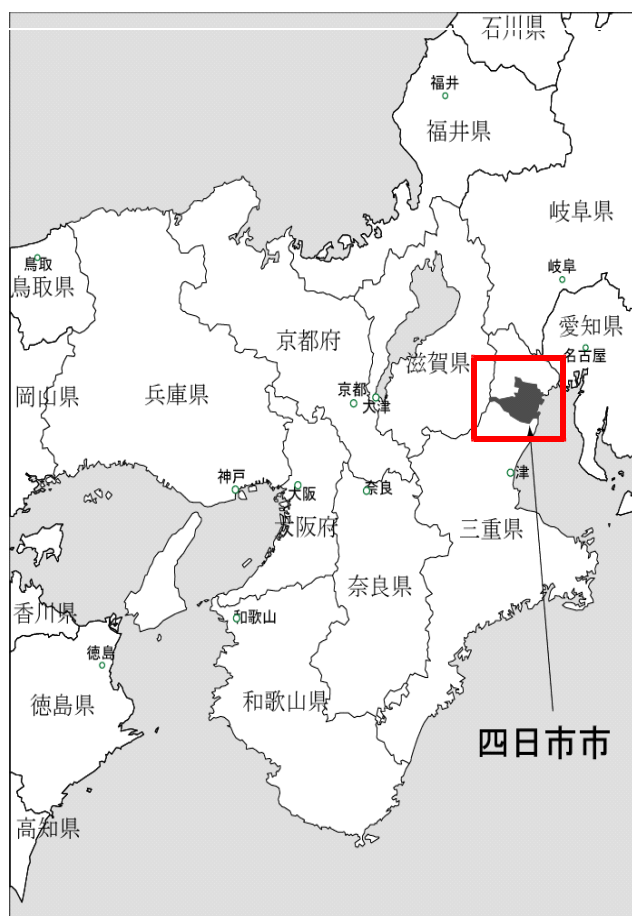 石川県
福井
福井県
岐阜県
鳥取
鳥取県
岐阜
愛知県
名古屋
京都府
滋賀県
岡山県
兵庫県
京都
大津
神戸
大阪
奈良
津
大阪府
三重県
奈良県
香川県
和歌山
徳島
徳島県
和歌山県
四日市市
高知県